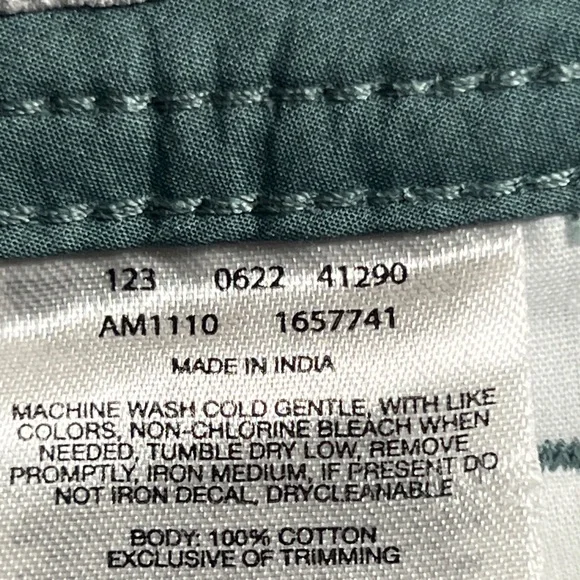 123 0622 41290
AM1110 1657741
MADE IN INDIA
MACHINE WASH COLD GENTLE, WITH LIKE
COLORS, NON-CHLORINE BLEACH WHEN
NEEDED, TUMBLE DRY LOW, REMOVE
PROMPTLY, IRON MEDIUM, IF PRESENT DO
NOT IRON DECAL, DRYCLEANABLE
BODY: 100% COTTON
EXCLUSIVE OF TRIMMING